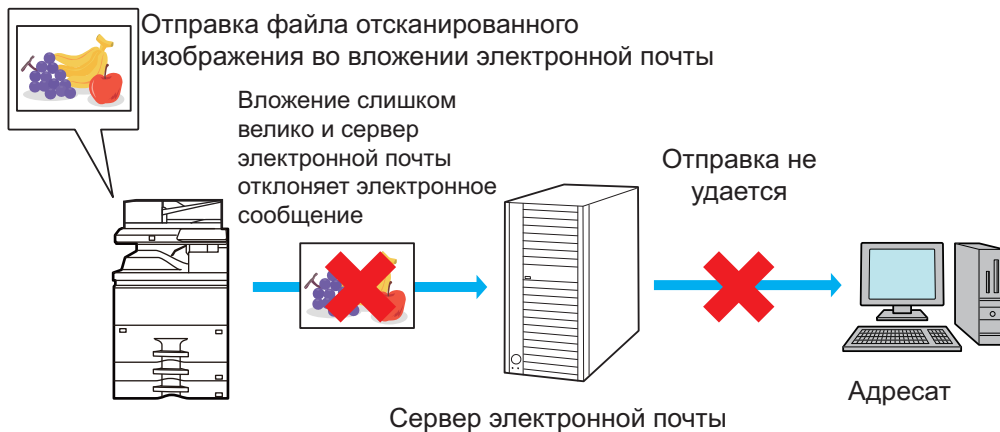 Отправка файла отсканированного
изображения во вложении электронной почты
Вложение слишком
велико и сервер
электронной почты
отклоняет электронное
сообщение
Отправка не
удается
Адресат
Сервер электронной почты